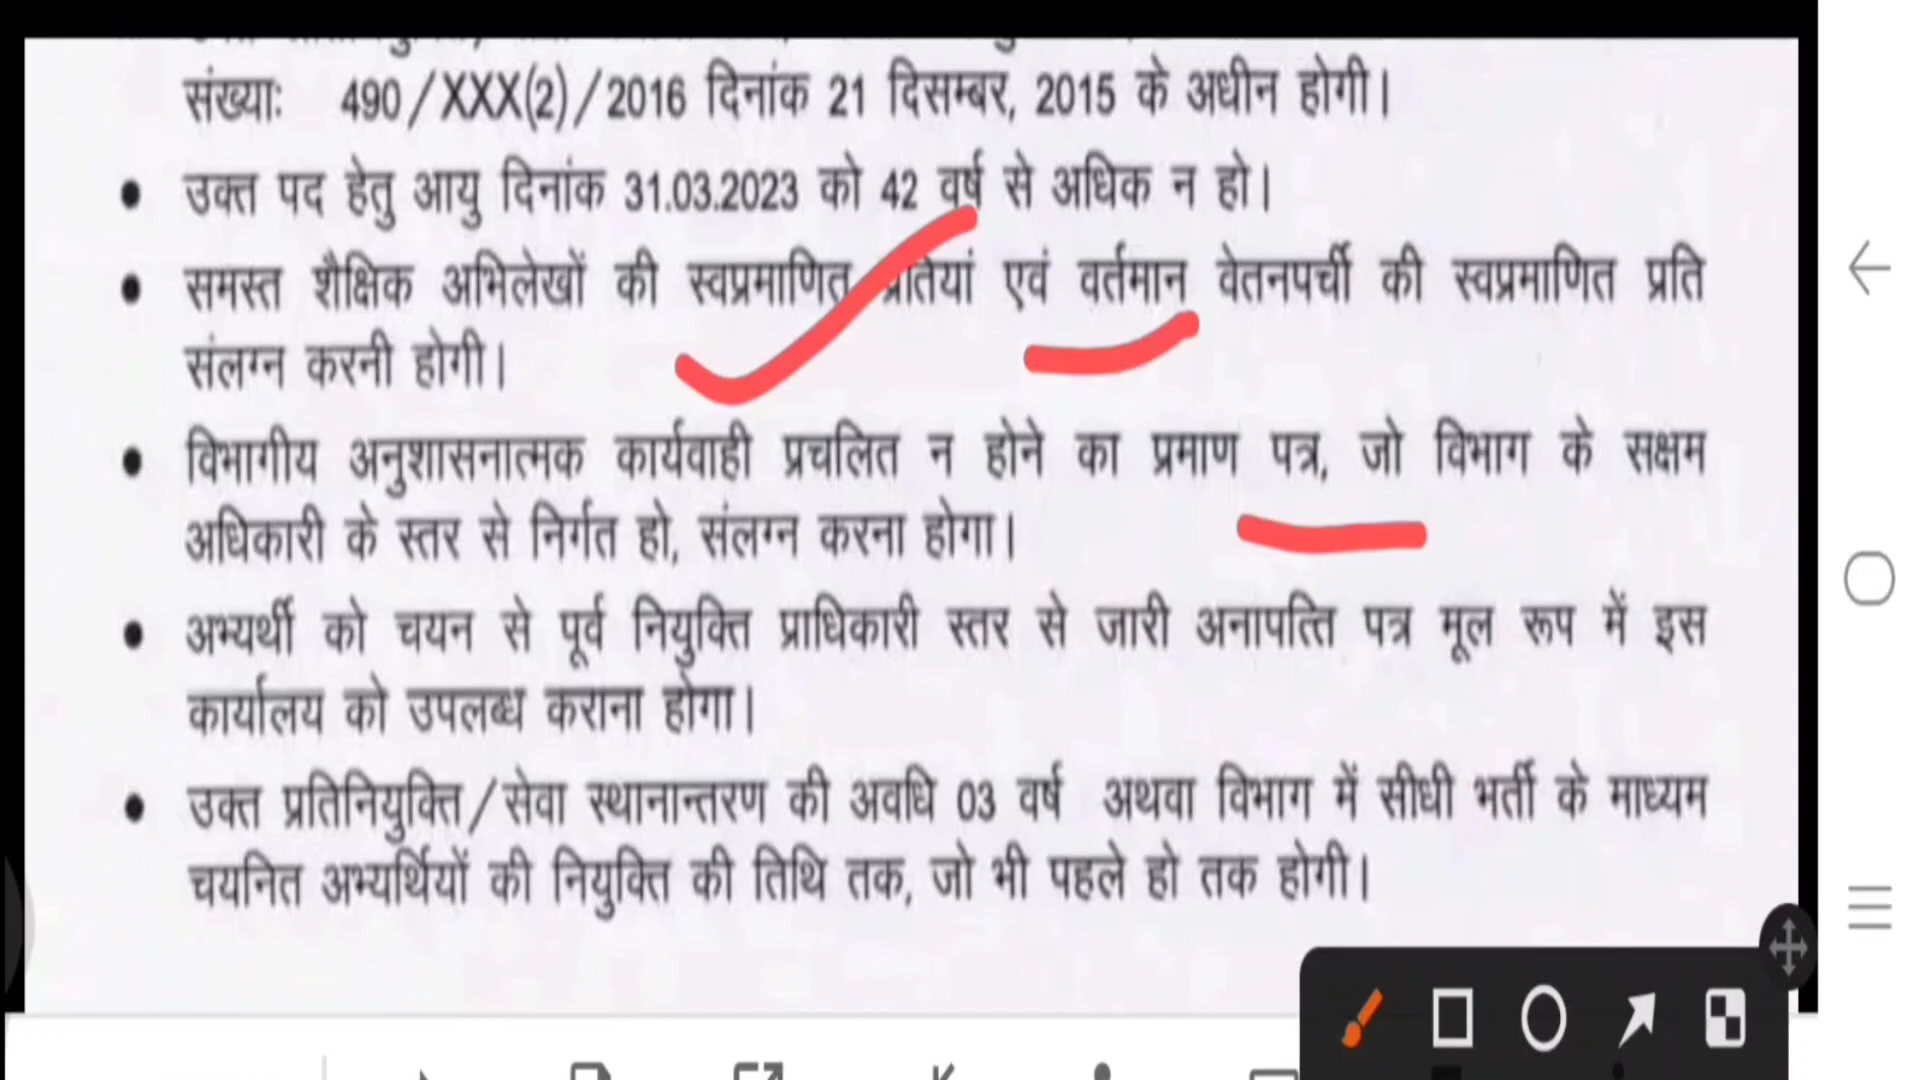 संख्याः 490/XXX(2)/2016 दिनांक 21 दिसम्बर, 2015 के अधीन होगी।
• उक्त पद हेतु आयु दिनांक 31.03.2023 को 42 वर्ष से अधिक न हो।
• समस्त शैक्षिक अभिलेखों की स्वप्रमाणित प्रतियां एवं वर्तमान वेतनपर्ची की स्वप्रमाणित प्रति
संलग्न करनी होगी।
• विभागीय अनुशासनात्मक कार्यवाही प्रचलित न होने का प्रमाण पत्र, जो विभाग के सक्षम
अधिकारी के स्तर से निर्गत हो, संलग्न करना होगा।
• अभ्यर्थी को चयन से पूर्व नियुक्ति प्राधिकारी स्तर से जारी अनापत्ति पत्र मूल रूप में इस
कार्यालय को उपलब्ध कराना होगा।
• उक्त प्रतिनियुक्ति/सेवा स्थानान्तरण की अवधि 03 वर्ष अथवा विभाग में सीधी भर्ती के माध्यम
चयनित अभ्यर्थियों की नियुक्ति की तिथि तक, जो भी पहले हो तक होगी।